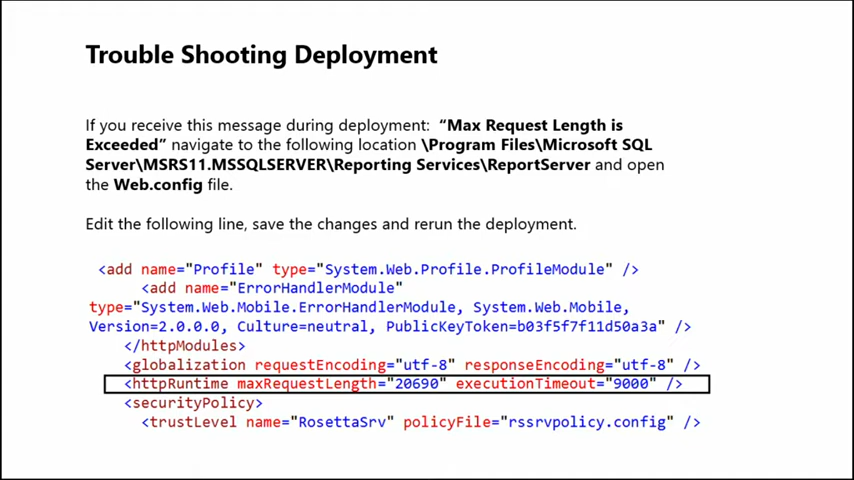 Trouble Shooting Deployment
If you receive this message during deployment:  “Max Request Length is
Exceeded” navigate to the following location \Program Files\Microsoft SQL
Server\MSRS11.MSSQLSERVER\Reporting Services\ReportServer and open
the Web.config file.
Edit the following line, save the changes and rerun the deployment.
<add name="Profile" type="System.Web.Profile.ProfileModule" />
<add name="ErrorHandlerModule"
type="System.Web.Mobile.ErrorHandlerModule, System.Web.Mobile,
Version=2.0.0.0, Culture=neutral, PublicKeyToken=b03f5f7f11d50a3a" />
</httpModules>
<globalization requestEncoding="utf-8" responseEncoding="utf-8" />
<httpRuntime maxRequestLength="20690" executionTimeout="9000" />
<securityPolicy>
<trustLevel name="RosettaSrv" policyFile="rssrvpolicy.config" />